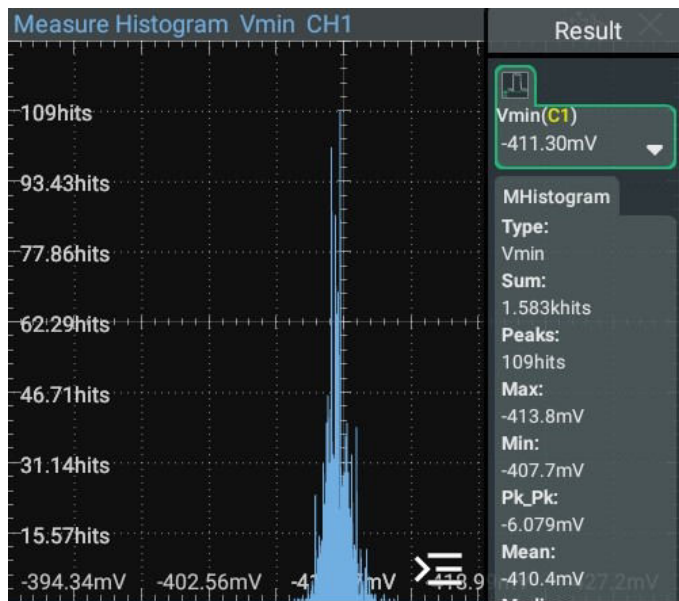 Measure Histogram Vmin CH1
109hits
93.43hits
77.86hits
62.29hits
46.71hits
31.14hits
15.57hits
-394.34mV -402.56mV
Result
Vmin(C1)
-411.30mV
MHistogram
Type:
Vmin
Sum:
1.583khits
Peaks:
109hits
Max:
-413.8mV
Min:
-407.7mV
Pk_Pk:
-6.079mV
Mean:
-410.4mV